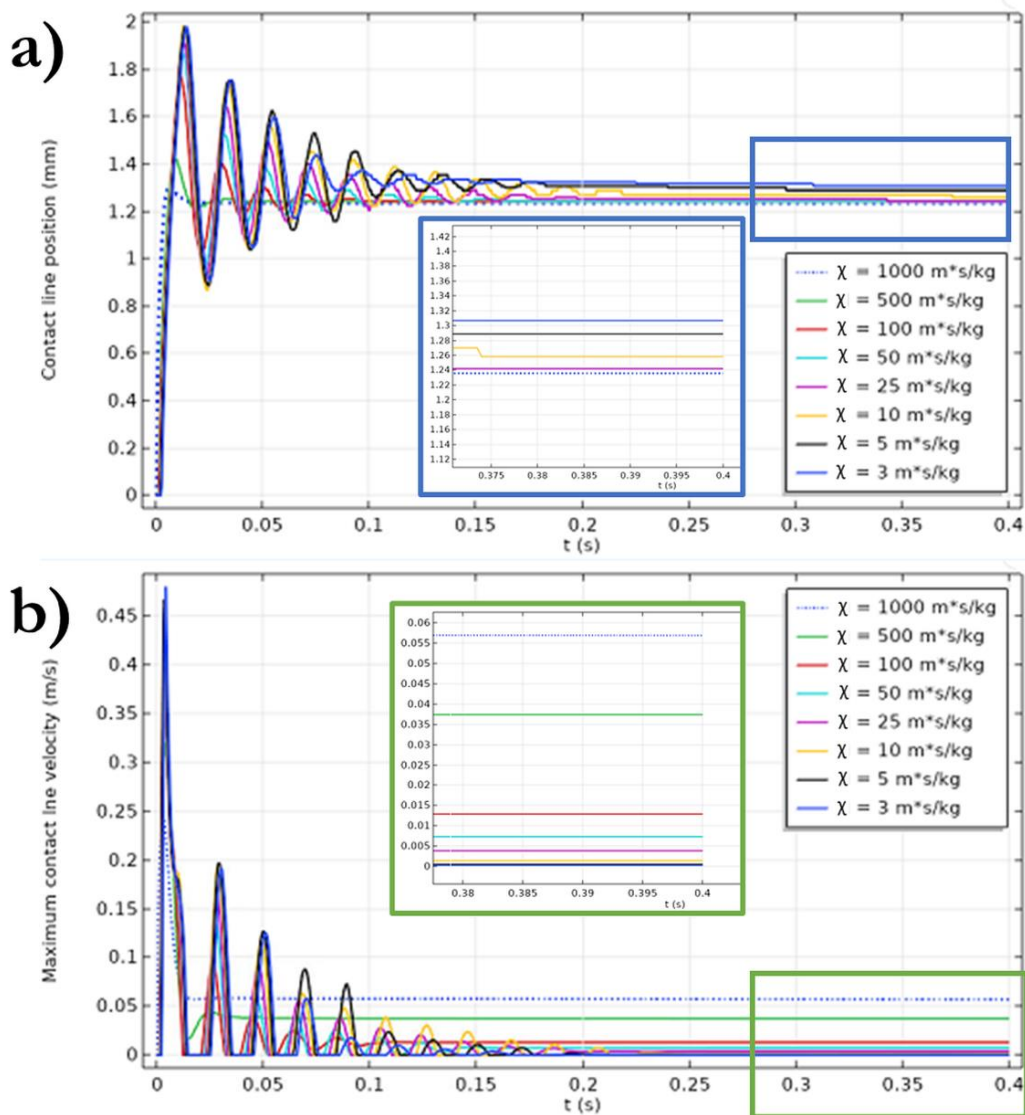 a)
Contact line position (mm)
2
1.8
1.6
1.4
1.2
1
0.8
0.6
0.4
0.2
0
0 0.05 0.1 0.15 0.2 0.25 0.3 0.35 0.4
t (s)
1.42
1.4
1.38
1.36
1.34
1.32
1.3
1.28
1.26
1.24
1.22
1.2
1.18
1.16
1.14
1.12
0.375 0.38 0.385 0.39 0.395 0.4
t (s)
χ = 1000 m*s/kg
χ = 500 m*s/kg
χ = 100 m*s/kg
χ = 50 m*s/kg
χ = 25 m*s/kg
χ = 10 m*s/kg
χ = 5 m*s/kg
χ = 3 m*s/kg
b)
Maximum contact line velocity (m/s)
0.45
0.4
0.35
0.3
0.25
0.2
0.15
0.1
0.05
0
0 0.05 0.1 0.15 0.2 0.25 0.3 0.35 0.4
t (s)
0.06
0.055
0.05
0.045
0.04
0.035
0.03
0.025
0.02
0.015
0.01
0.005
0
0.38 0.385 0.39 0.395 0.4
t (s)
χ = 1000 m*s/kg
χ = 500 m*s/kg
χ = 100 m*s/kg
χ = 50 m*s/kg
χ = 25 m*s/kg
χ = 10 m*s/kg
χ = 5 m*s/kg
χ = 3 m*s/kg